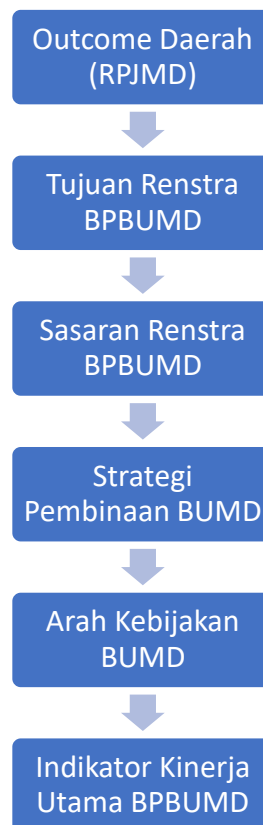 Outcome Daerah
(RPJMD)
Tujuan Renstra
BPBUMD
Sasaran Renstra
BPBUMD
Strategi
Pembinaan BUMD
Arah Kebijakan
BUMD
Indikator Kinerja
Utama BPBUMD